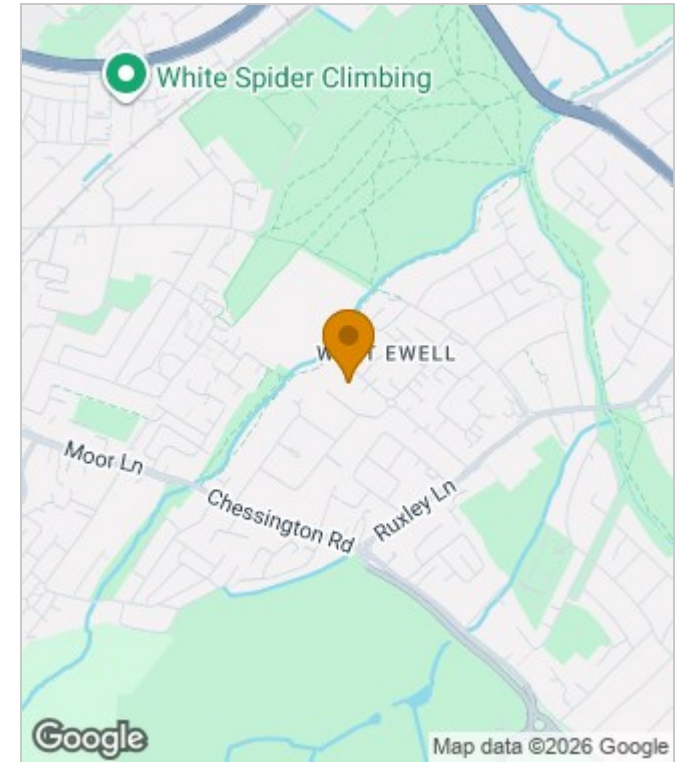 White Spider Climbing
EWELL
Moor Ln
Chessington Rd
Ruxley Ln
Google
Map data ©2026 Google